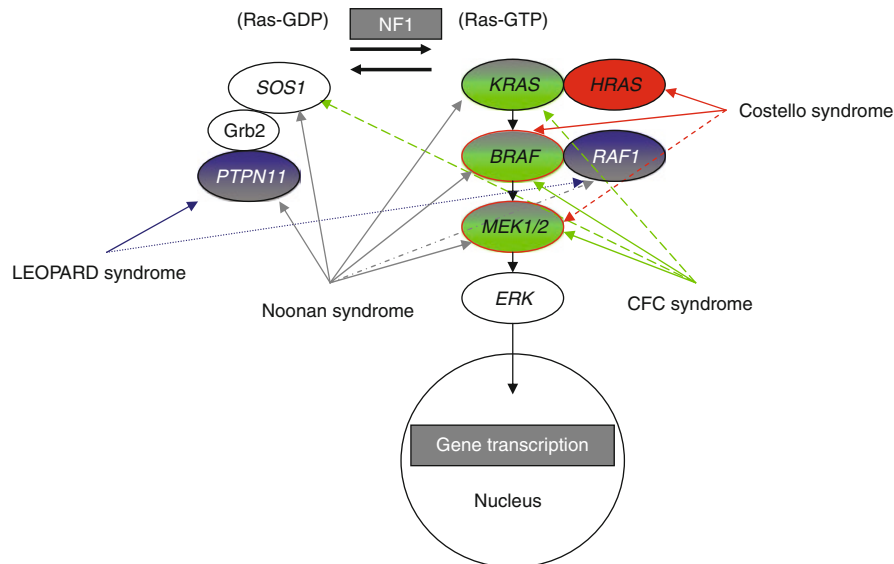 (Ras-GDP)
NF1
(Ras-GTP)
SOS1
KRAS
HRAS
Costello syndrome
Grb2
BRAF
RAF1
PTPN11
MEK1/2
LEOPARD syndrome
Noonan syndrome
ERK
CFC syndrome
Gene transcription
Nucleus